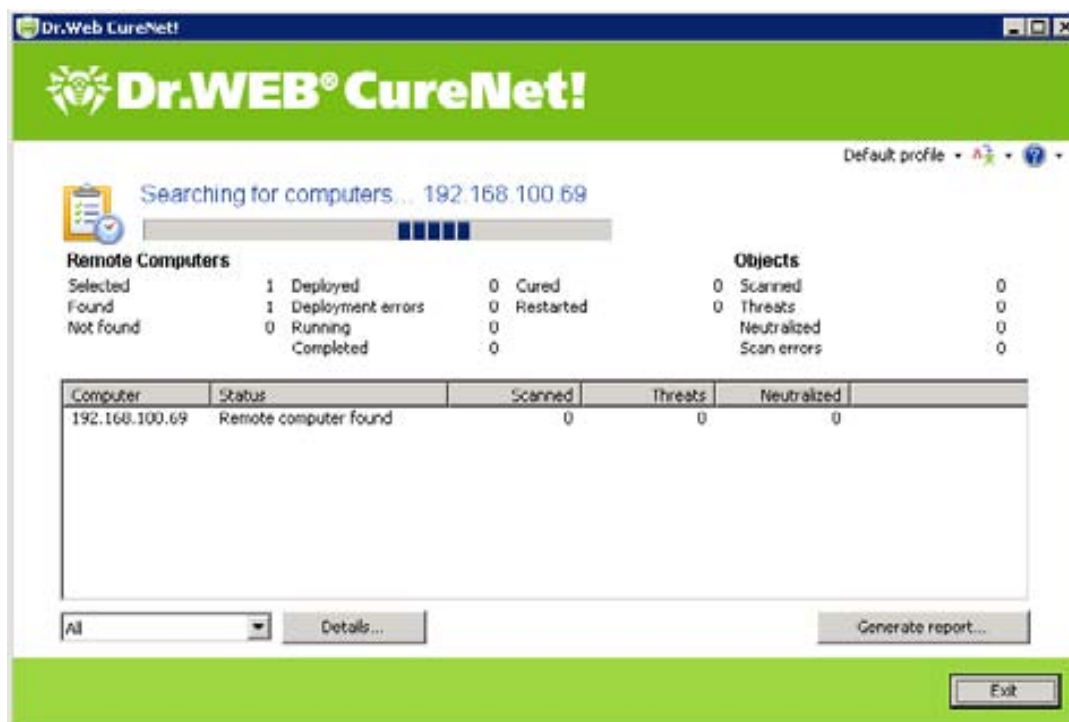 Dr.Web CureNet!
Dr.WEB® CureNet!
Default profile
Searching for computers... 192.168.100.69
Remote Computers Objects
Selected 1 Deployed 0 Cured 0 Scanned 0
Found 1 Deployment errors 0 Restarted 0 Threats 0
Not found 0 Running 0 Neutralized 0
Completed 0 Scan errors 0
Computer Status Scanned Threats Neutralized
192.168.100.69 Remote computer found 0 0 0
All Details... Generate report...
Exit